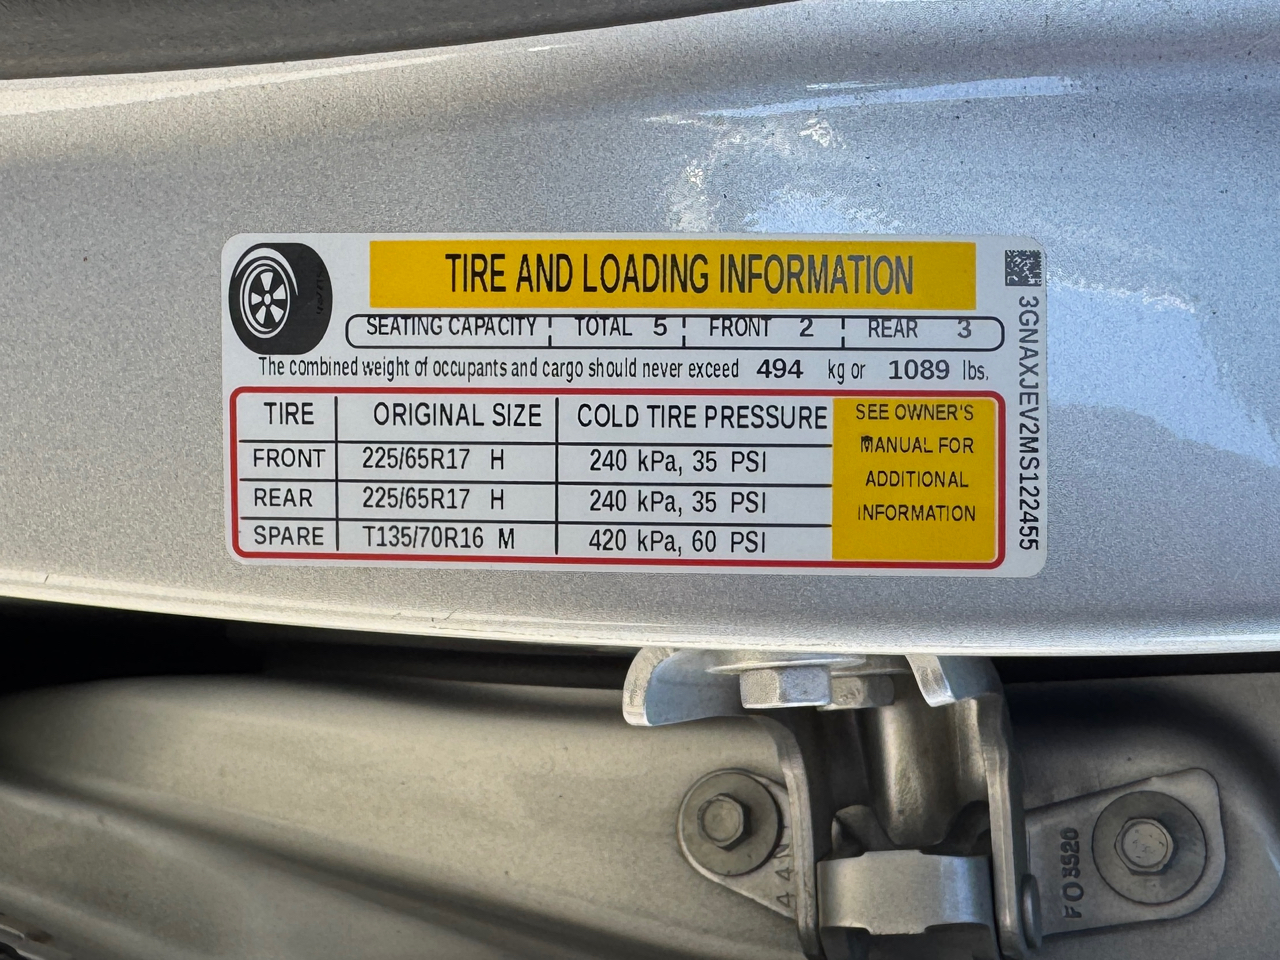 TIRE AND LOADING INFORMATION
SEATING CAPACITY TOTAL 5 FRONT 2 REAR 3
The combined weight of occupants and cargo should never exceed 494 kg or 1089 lbs.
TIRE ORIGINAL SIZE COLD TIRE PRESSURE
FRONT 225/65R17 H 240 kPa, 35 PSI
REAR 225/65R17 H 240 kPa, 35 PSI
SPARE T135/70R16 M 420 kPa, 60 PSI
SEE OWNER'S
MANUAL FOR
ADDITIONAL
INFORMATION
3GNAXJEV2MS122455
44N
FO3520